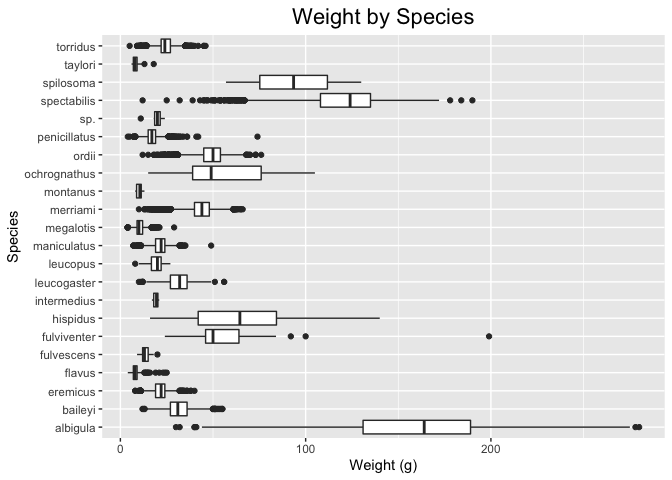 Weight by Species
Species
torridus
taylori
spilosoma
spectabilis
sp.
penicillatus
ordii
ochrognathus
montanus
merriami
megalotis
maniculatus
leucopus
leucogaster
intermedius
hispidus
fulviventer
fulvescens
flavus
eremicus
baileyi
albigula
0 100 200
Weight (g)